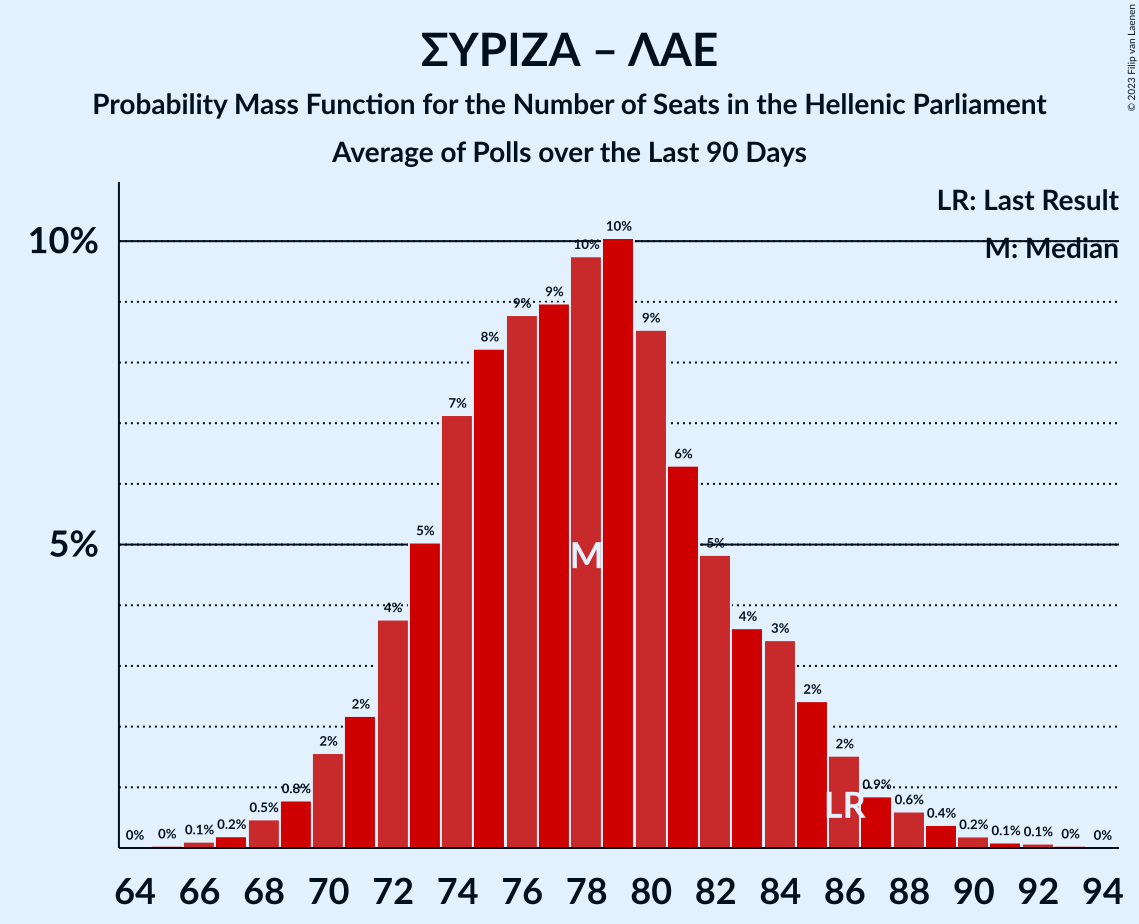 ΣΥΡΙΖΑ – ΛΑΕ
Probability Mass Function for the Number of Seats in the Hellenic Parliament
Average of Polls over the Last 90 Days
© 2023 Filip van Laenen
LR: Last Result
M: Median
10%
5%
0% 0% 0.1% 0.2% 0.5% 0.8% 2% 2% 4% 5% 7% 8% 9% 9% 10% 10% 9% 6% 5% 4% 3% 2% 2% 0.9% 0.6% 0.4% 0.2% 0.1% 0.1% 0% 0%
M
LR
64 66 68 70 72 74 76 78 80 82 84 86 88 90 92 94